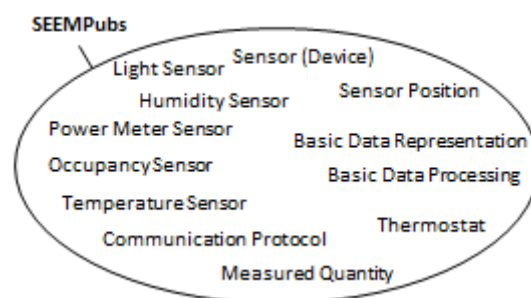 SEEMPubs
Sensor (Device)
Light Sensor
Sensor Position
Humidity Sensor
Power Meter Sensor
Basic Data Representation
Occupancy Sensor
Basic Data Processing
Temperature Sensor
Thermostat
Communication Protocol
Measured Quantity